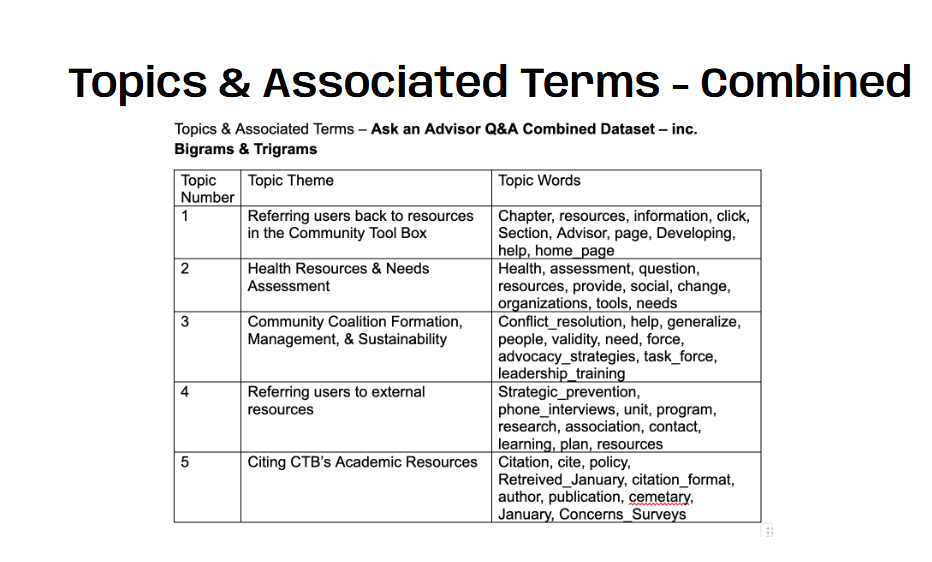 Topics & Associated Terms - Combined
Topics & Associated Terms – Ask an Advisor Q&A Combined Dataset – inc.
Bigrams & Trigrams
Topic Number
Topic Theme
Topic Words
1
Referring users back to resources
in the Community Tool Box
Chapter, resources, information, click,
Section, Advisor, page, Developing,
help, home_page
2
Health Resources & Needs
Assessment
Health, assessment, question,
resources, provide, social, change,
organizations, tools, needs
3
Community Coalition Formation,
Management, & Sustainability
Conflict_resolution, help, generalize,
people, validity, need, force,
advocacy_strategies, task_force,
leadership_training
4
Referring users to external
resources
Strategic_prevention,
phone_interviews, unit, program,
research, association, contact,
learning, plan, resources
5
Citing CTB's Academic Resources
Citation, cite, policy,
Retreived_January, citation_format,
author, publication, cemetary,
January, Concerns_Surveys